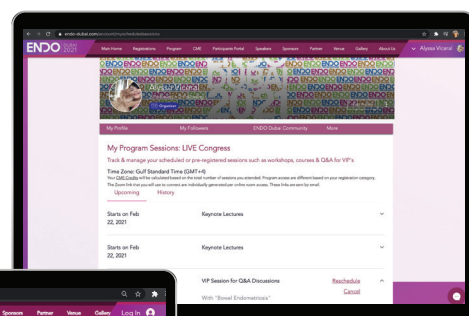 endo-dubai.com/account/myscheduledsessions
ENDO DUBAI 2021
Main Home Registrations Program CME Participants Portal Speakers Sponsors Partner Venue Gallery About Us Alyssa Vicenzi
Organizer
My Profile My Followers ENDO Dubai Community More
My Program Sessions: LIVE Congress
Track & manage your scheduled or pre-registered sessions such as workshops, courses & Q&A for VIP's
Time Zone: Gulf Standard Time (GMT+4)
Your CME Credits will be calculated based on the total number of sessions you attended. Program access are different based on your registration category.
The Zoom link that you will use to connect are individually generated per online room access. These links are sent by email.
Upcoming History
Starts on Feb Keynote Lectures
22, 2021
Starts on Feb Keynote Lectures
22, 2021
VIP Session for Q&A Discussions Reschedule
Cancel
With "Bowel Endometriosis"
Sponsors Partner Venue Gallery Log In